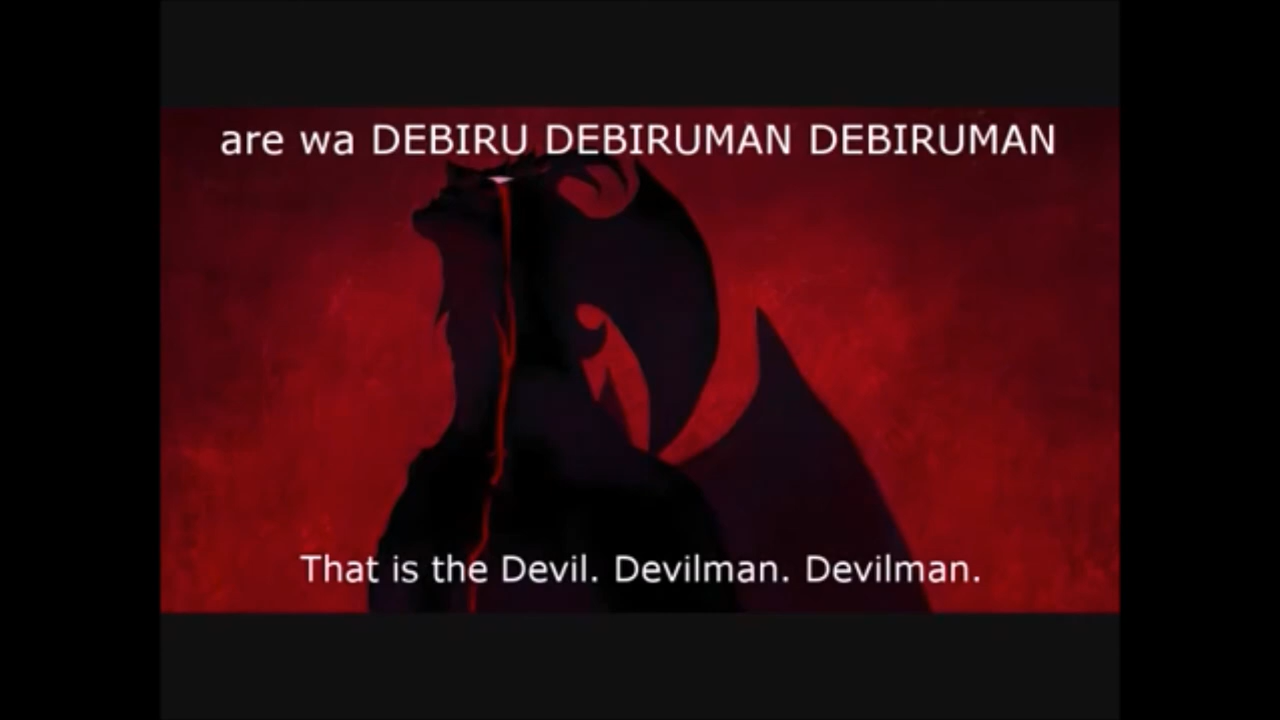 are wa DEBIRU DEBIRUMAN DEBIRUMAN
That is the Devil. Devilman. Devilman.